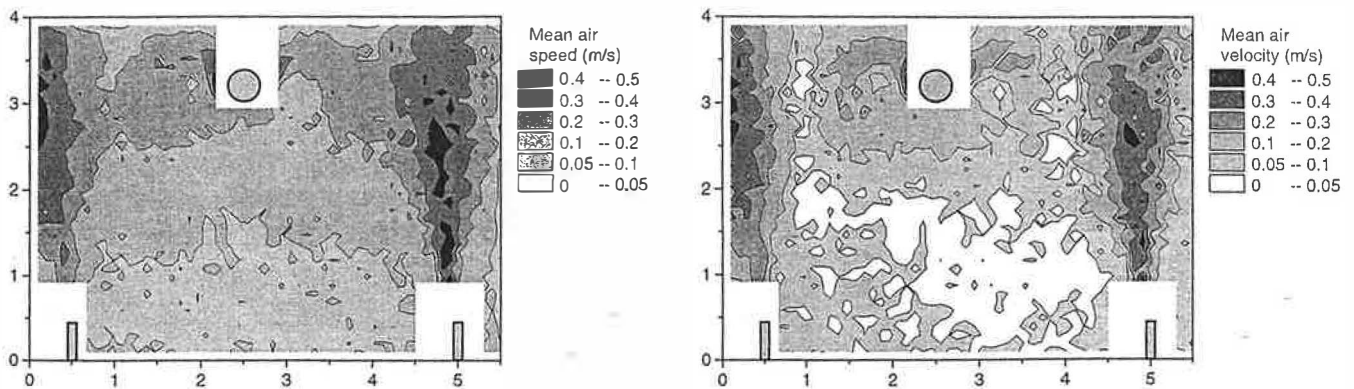 4
3
2
1
0
0 1 2 3 4 5
Mean air
speed (m/s)
0.4 -- 0.5
0.3 -- 0.4
0.2 -- 0.3
0.1 -- 0.2
0,05 -- 0.1
0 -- 0.05
4
3
2
1
0
0 1 2 3 4 5
Mean air
velocity (m/s)
0.4 -- 0.5
0.3 -- 0.4
0.2 -- 0.3
0.1 -- 0.2
0.05 -- 0.1
0 -- 0.05